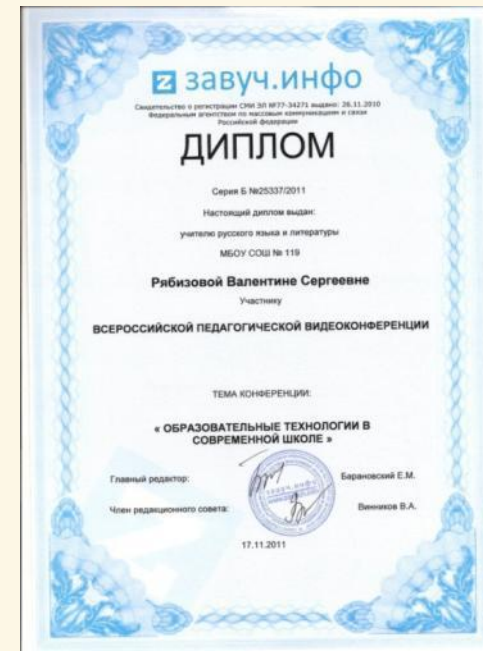 завуч.инфо
Свидетельство о регистрации СМИ ЭЛ №77-34271 выдано: 26.11.2010
Федеральным агентством по массовым коммуникациям и связи
Российской федерации
ДИПЛОМ
Серия Б №25337/2011
Настоящий диплом выдан:
учителю русского языка и литературы
МБОУ СОШ № 119
Рябизовой Валентине Сергеевне
Участнику
ВСЕРОССИЙСКОЙ ПЕДАГОГИЧЕСКОЙ ВИДЕОКОНФЕРЕНЦИИ
ТЕМА КОНФЕРЕНЦИИ:
« ОБРАЗОВАТЕЛЬНЫЕ ТЕХНОЛОГИИ В
СОВРЕМЕННОЙ ШКОЛЕ »
Главный редактор: Барановский Е.М.
Член редакционного совета: Винников В.А.
завуч.инфо
17.11.2011